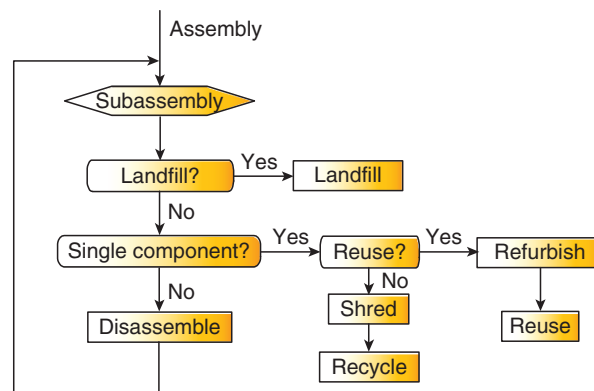 Assembly
Subassembly
Landfill?
Yes
Landfill
No
Single component?
Yes
Reuse?
Yes
Refurbish
No
No
Disassemble
Shred
Reuse
Recycle